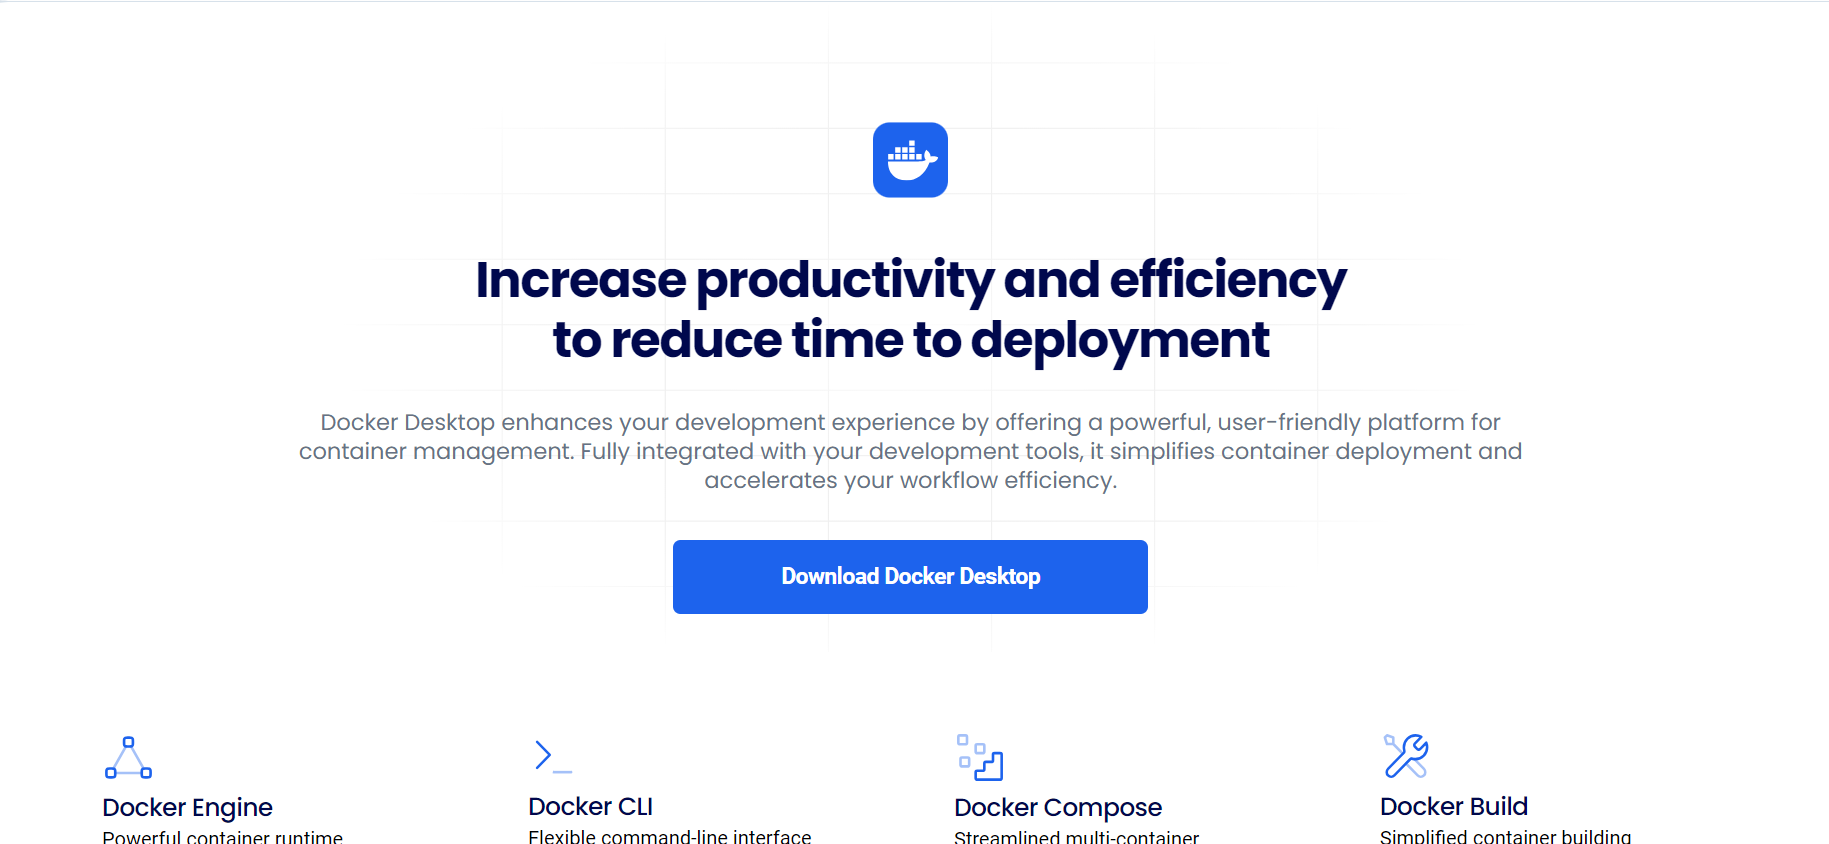 Increase productivity and efficiency
to reduce time to deployment
Docker Desktop enhances your development experience by offering a powerful, user-friendly platform for
container management. Fully integrated with your development tools, it simplifies container deployment and
accelerates your workflow efficiency.
Download Docker Desktop
Docker Engine
Powerful container runtime
Docker CLI
Flexible command-line interface
Docker Compose
Streamlined multi-container
Docker Build
Simplified container building